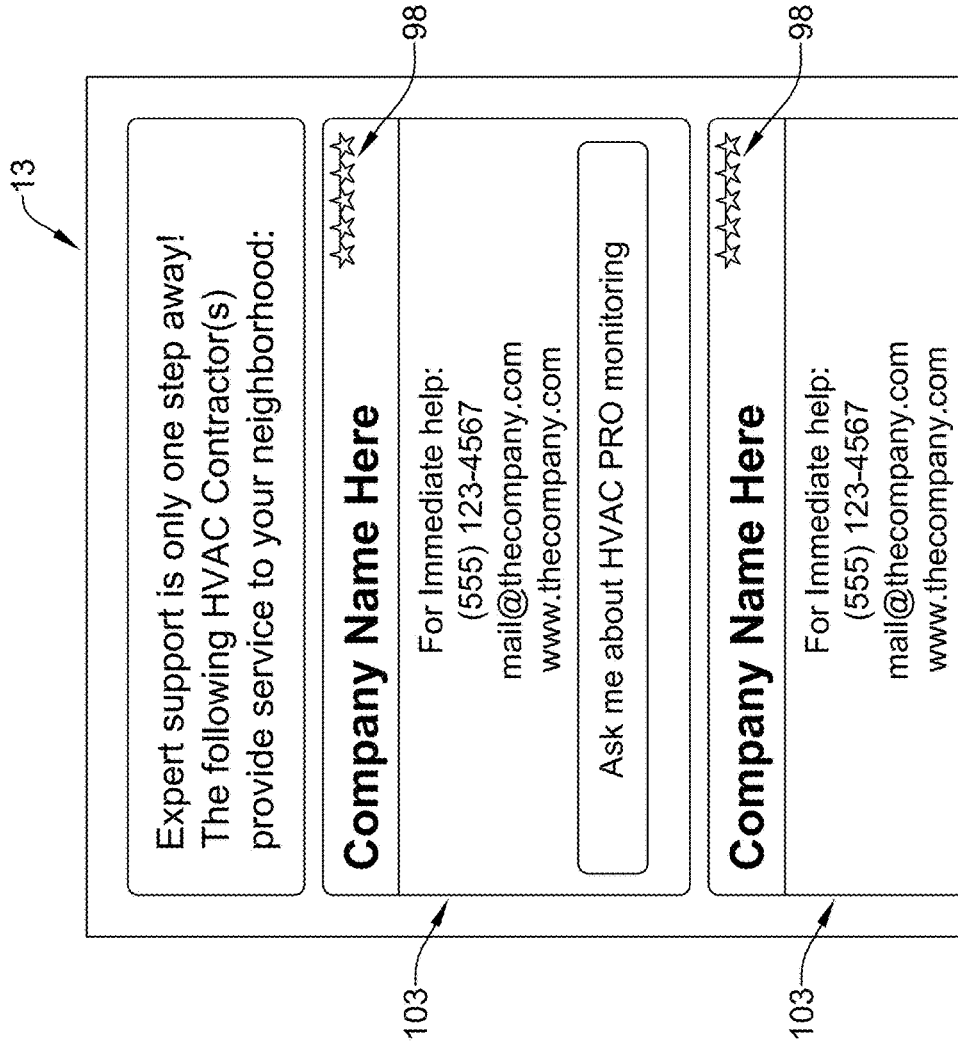 13
Expert support is only one step away!
The following HVAC Contractor(s)
provide service to your neighborhood:
103
Company Name Here
98
For Immediate help:
(555) 123-4567
mail@thecompany.com
www.thecompany.com
Ask me about HVAC PRO monitoring
103
Company Name Here
98
For Immediate help:
(555) 123-4567
mail@thecompany.com
www.thecompany.com